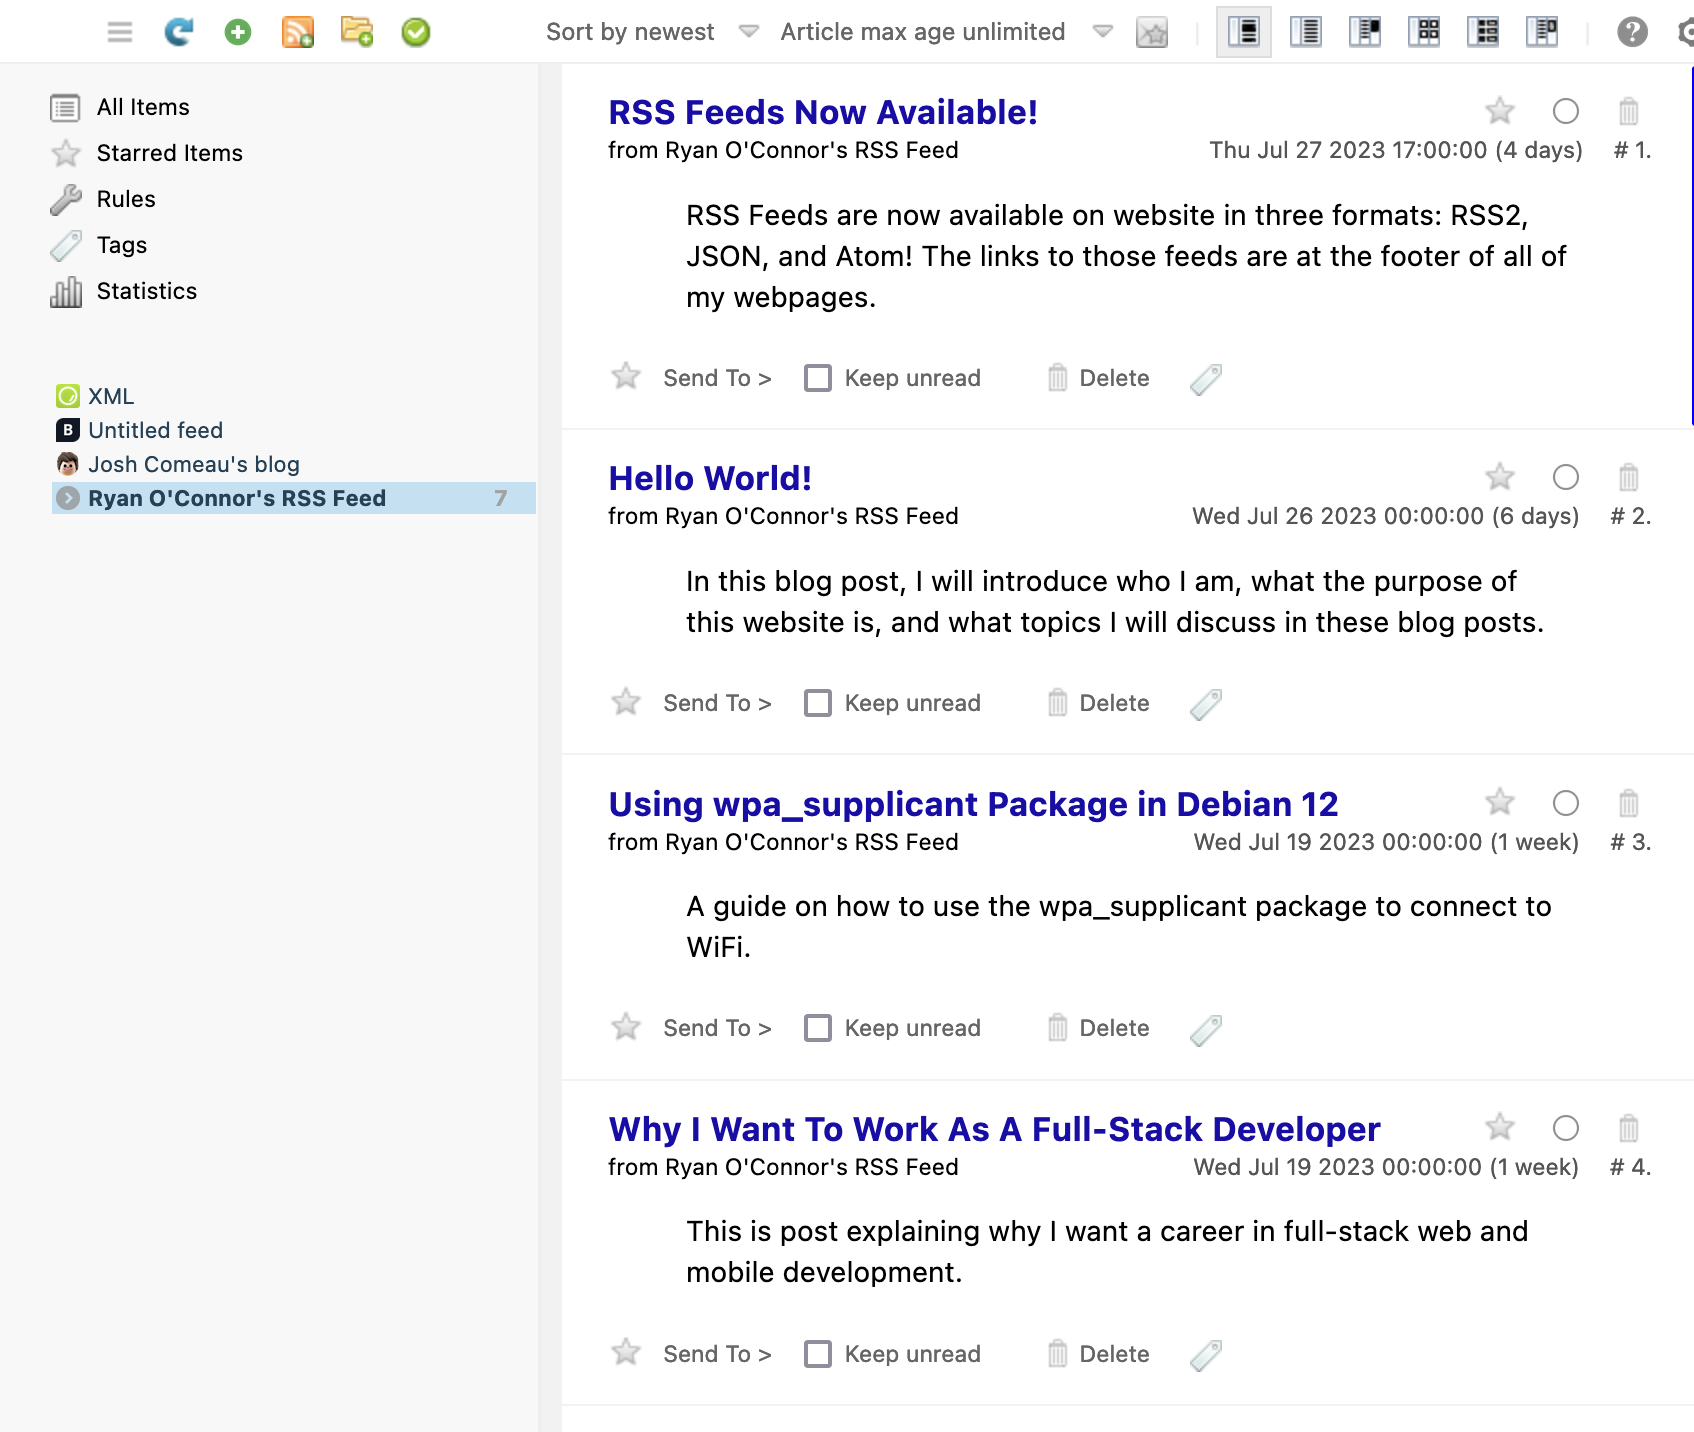 Sort by newest
Article max age unlimited
All Items
Starred Items
Rules
Tags
Statistics
XML
B Untitled feed
Josh Comeau's blog
Ryan O'Connor's RSS Feed 7
RSS Feeds Now Available!
from Ryan O'Connor's RSS Feed Thu Jul 27 2023 17:00:00 (4 days) # 1.
RSS Feeds are now available on website in three formats: RSS2,
JSON, and Atom! The links to those feeds are at the footer of all of
my webpages.
Send To > Keep unread Delete
Hello World!
from Ryan O'Connor's RSS Feed Wed Jul 26 2023 00:00:00 (6 days) # 2.
In this blog post, I will introduce who I am, what the purpose of
this website is, and what topics I will discuss in these blog posts.
Send To > Keep unread Delete
Using wpa_supplicant Package in Debian 12
from Ryan O'Connor's RSS Feed Wed Jul 19 2023 00:00:00 (1 week) # 3.
A guide on how to use the wpa_supplicant package to connect to
WiFi.
Send To > Keep unread Delete
Why I Want To Work As A Full-Stack Developer
from Ryan O'Connor's RSS Feed Wed Jul 19 2023 00:00:00 (1 week) # 4.
This is post explaining why I want a career in full-stack web and
mobile development.
Send To > Keep unread Delete